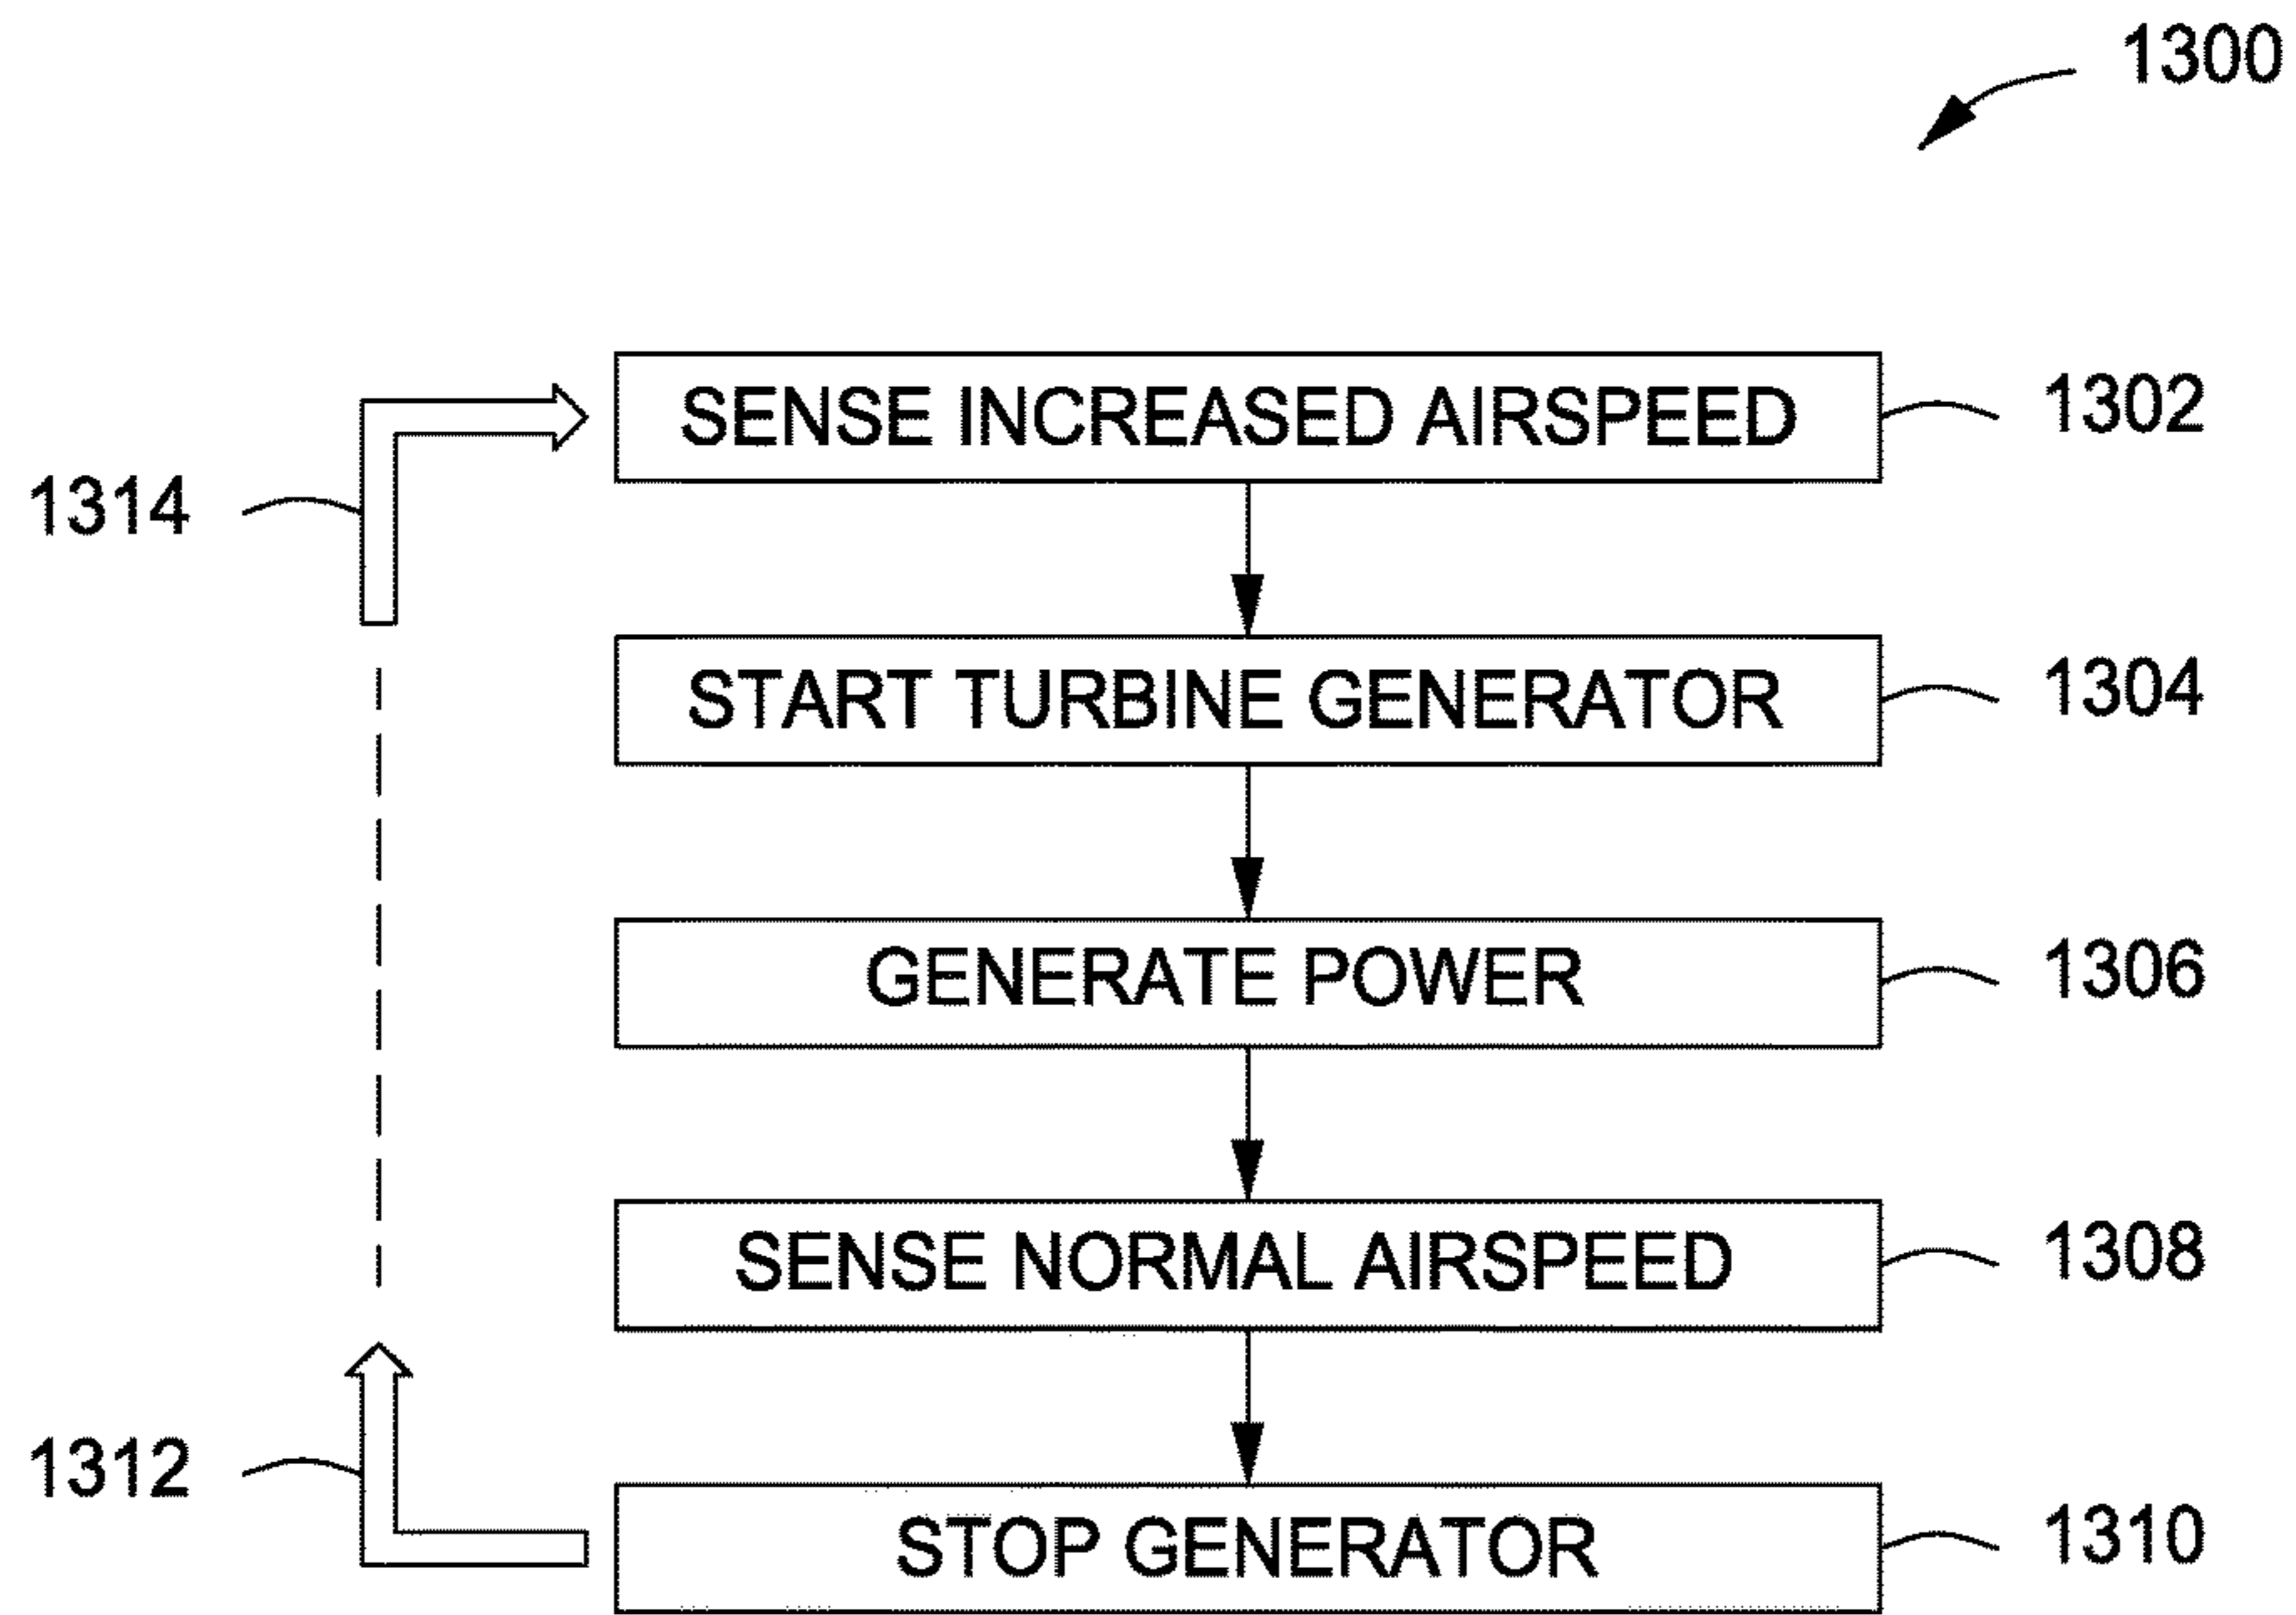 1300
SENSE INCREASED AIRSPEED 1302
1314
START TURBINE GENERATOR 1304
GENERATE POWER 1306
SENSE NORMAL AIRSPEED 1308
1312
STOP GENERATOR 1310